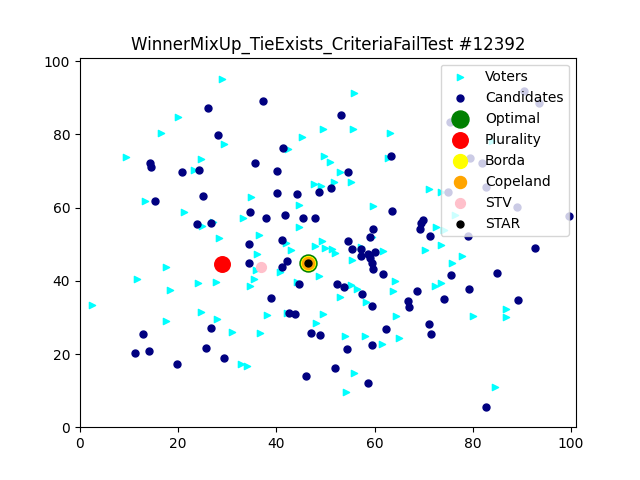 WinnerMixUp_TieExists_CriteriaFailTest #12392
100
80
60
40
20
0
0 20 40 60 80 100
Voters
Candidates
Optimal
Plurality
Borda
Copeland
STV
STAR